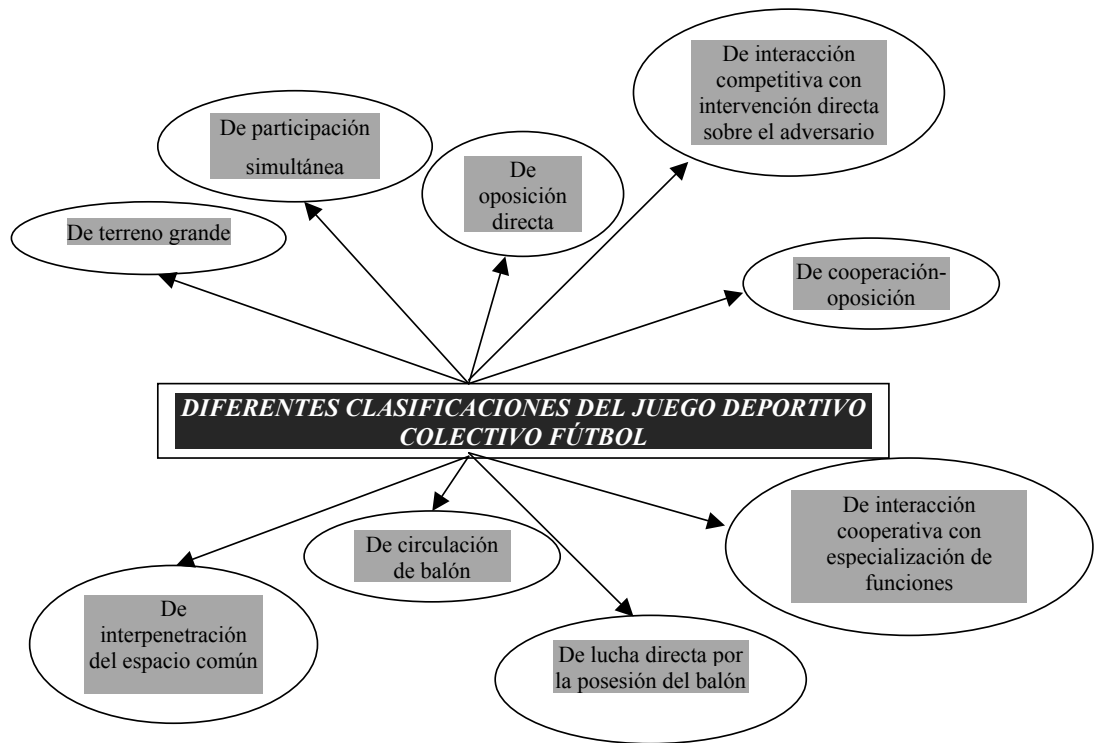 De interacción
competitiva con
intervención directa
sobre el adversario
De participación
simultánea
De
oposición
directa
De terreno grande
De cooperación-
oposición
DIFERENTES CLASIFICACIONES DEL JUEGO DEPORTIVO
COLECTIVO FÚTBOL
De interacción
cooperativa con
especialización de
funciones
De circulación
de balón
De
interpenetración
del espacio común
De lucha directa por
la posesión del balón